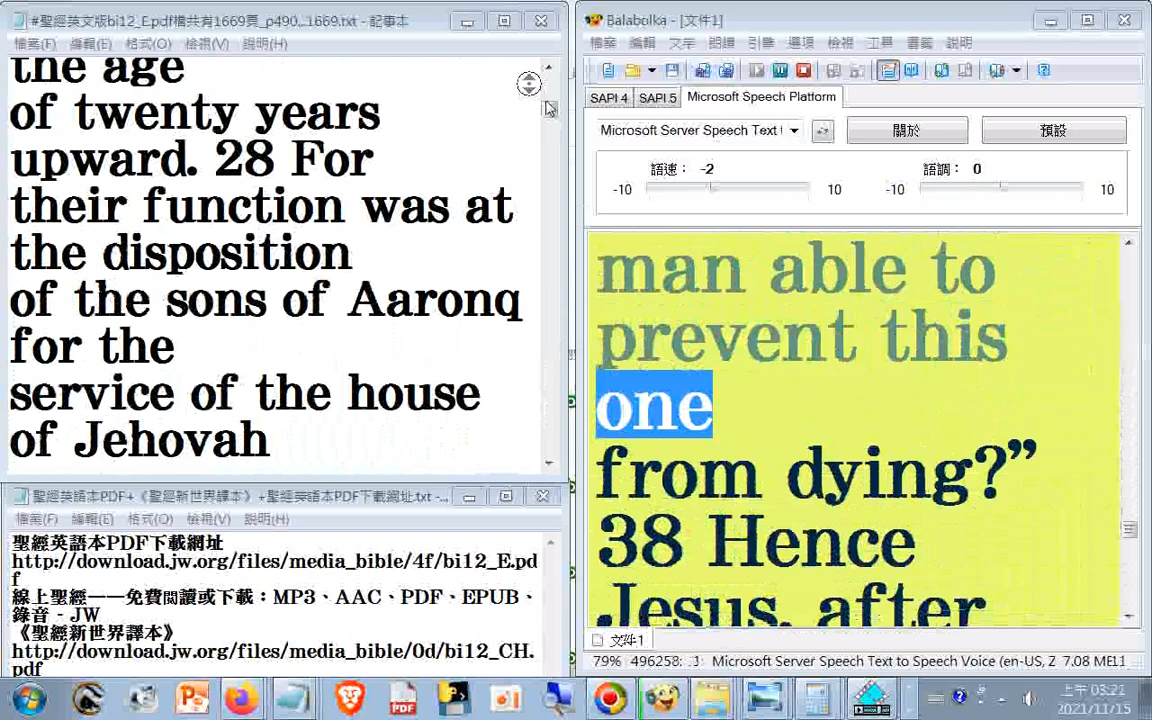 #聖經英文版bi12_E.pdf檔共有1669頁_p490,..1669.txt - 記事本
檔案(F) 編輯(E) 格式(O) 檢視(V) 說明(H)
the age
of twenty years
upward. 28 For
their function was at
the disposition
of the sons of Aaronq
for the
service of the house
of Jehovah
聖經英語本PDF+《聖經新世界譯本》+聖經英語本PDF下載網址.txt - ...
檔案(F) 編輯(E) 格式(O) 檢視(V) 說明(H)
聖經英語本PDF下載網址
http://download.jw.org/files/media_bible/4f/bi12_E.pd
f
線上聖經——免費閱讀或下載：MP3、AAC、PDF、EPUB、
錄音 - JW
《聖經新世界譯本》
http://download.jw.org/files/media_bible/0d/bi12_CH.
pdf
Balabolka - [文件1]
檔案 編輯 文字 朗讀 引擎 選項 檢視 工具 書籤 說明
SAPI 4 SAPI 5 Microsoft Speech Platform
Microsoft Server Speech Text 關於 預設
語速： -2 語調： 0
-10 10 -10 10
man able to
prevent this
one
from dying?”
38 Hence
Jesus, after
文件1
79% 496258: Microsoft Server Speech Text to Speech Voice (en-US, Z 7.08 ME
上午 03:21
2021/11/15